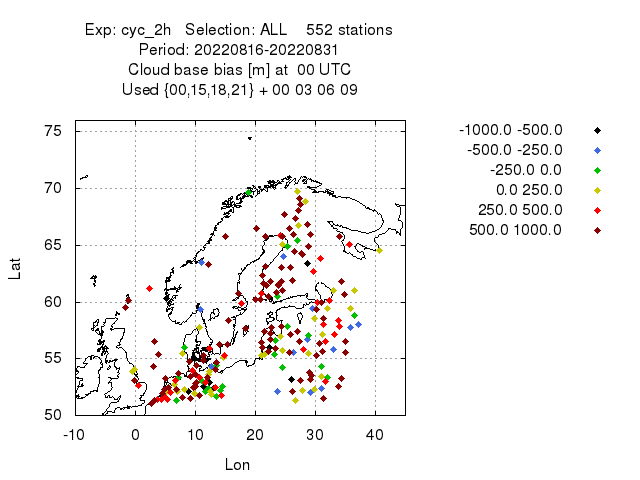 Exp: cyc_2h Selection: ALL 552 stations
Period: 20220816-20220831
Cloud base bias [m] at 00 UTC
Used {00,15,18,21} + 00 03 06 09
-1000.0 -500.0
-500.0 -250.0
-250.0 0.0
0.0 250.0
250.0 500.0
500.0 1000.0
75
70
65
60
55
50
Lat
-10 0 10 20 30 40
Lon